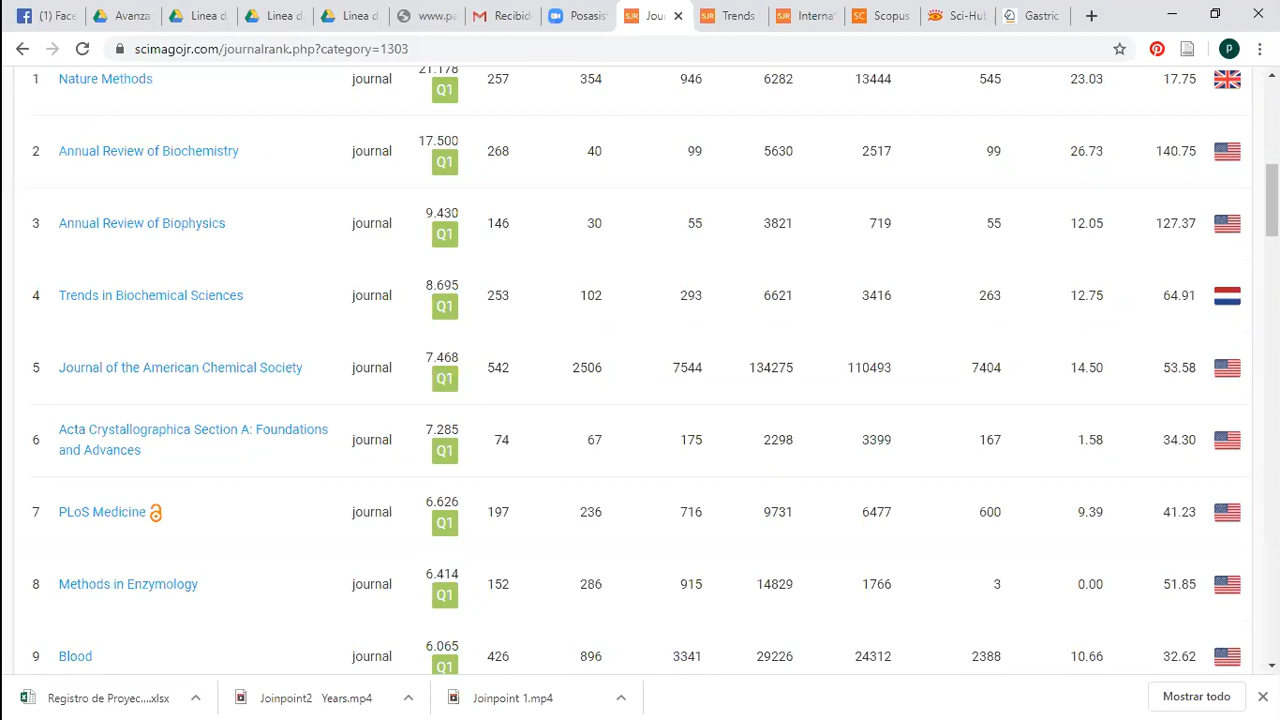 Face
Avanza
Linea d
Linea d
Linea d
www.pa
Recibid
Posasis
Jou
Trends
Interna
Scopus
Sci-Hub
Gastric
scimagojr.com/journalrank.php?category=1303
1 Nature Methods journal 21.178 Q1 257 354 946 6282 13444 545 23.03 17.75
2 Annual Review of Biochemistry journal 17.500 Q1 268 40 99 5630 2517 99 26.73 140.75
3 Annual Review of Biophysics journal 9.430 Q1 146 30 55 3821 719 55 12.05 127.37
4 Trends in Biochemical Sciences journal 8.695 Q1 253 102 293 6621 3416 263 12.75 64.91
5 Journal of the American Chemical Society journal 7.468 Q1 542 2506 7544 134275 110493 7404 14.50 53.58
6 Acta Crystallographica Section A: Foundations
and Advances journal 7.285 Q1 74 67 175 2298 3399 167 1.58 34.30
7 PLoS Medicine journal 6.626 Q1 197 236 716 9731 6477 600 9.39 41.23
8 Methods in Enzymology journal 6.414 Q1 152 286 915 14829 1766 3 0.00 51.85
9 Blood journal 6.065 Q1 426 896 3341 29226 24312 2388 10.66 32.62
Registro de Proyec....xlsx
Joinpoint2 Years.mp4
Joinpoint 1.mp4
Mostrar todo